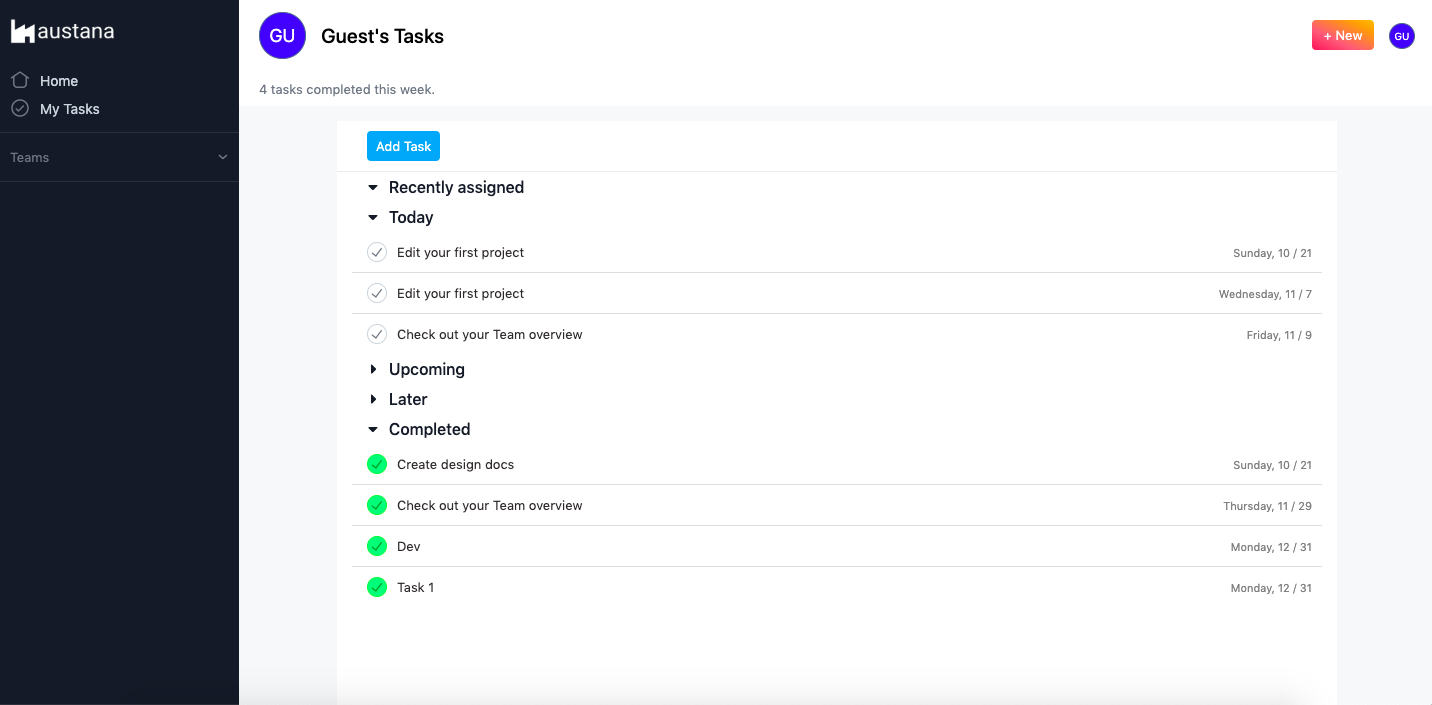 austana
Home
My Tasks
Teams
GU Guest's Tasks
+ New GU
4 tasks completed this week.
Add Task
Recently assigned
Today
Edit your first project Sunday, 10 / 21
Edit your first project Wednesday, 11 / 7
Check out your Team overview Friday, 11 / 9
Upcoming
Later
Completed
Create design docs Sunday, 10 / 21
Check out your Team overview Thursday, 11 / 29
Dev Monday, 12 / 31
Task 1 Monday, 12 / 31